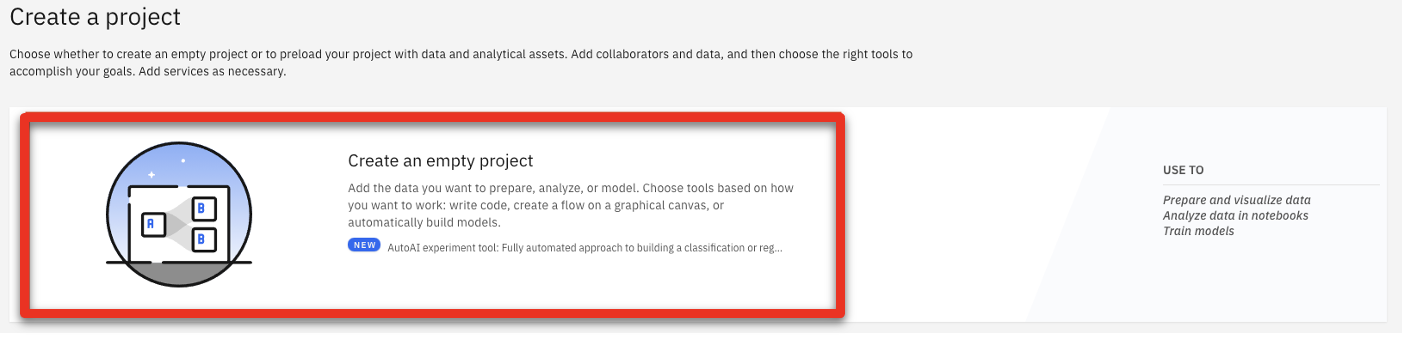 Create a project
Choose whether to create an empty project or to preload your project with data and analytical assets. Add collaborators and data, and then choose the right tools to
accomplish your goals. Add services as necessary.
Create an empty project
Add the data you want to prepare, analyze, or model. Choose tools based on how
you want to work: write code, create a flow on a graphical canvas, or
automatically build models.
NEW AutoAI experiment tool: Fully automated approach to building a classification or reg...
A
B
B
USE TO
Prepare and visualize data
Analyze data in notebooks
Train models